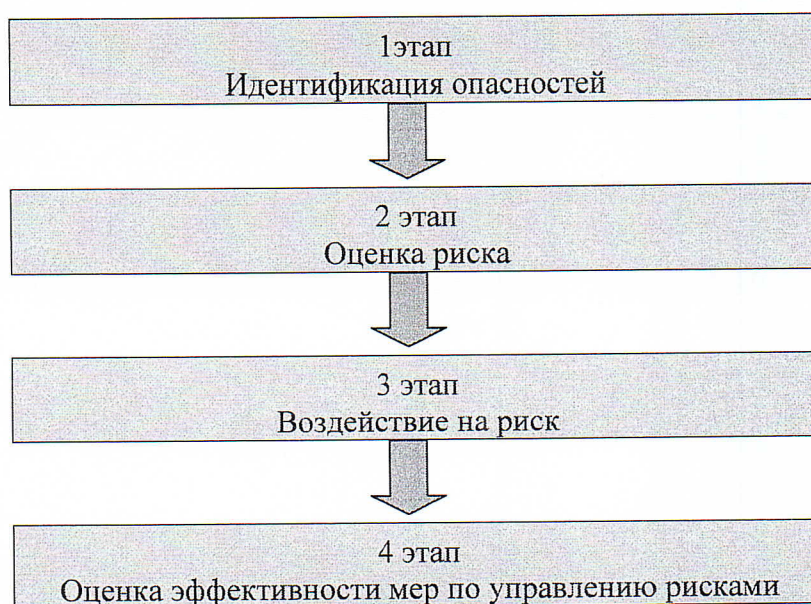 1этап
Идентификация опасностей
2 этап
Оценка риска
3 этап
Воздействие на риск
4 этап
Оценка эффективности мер по управлению рисками